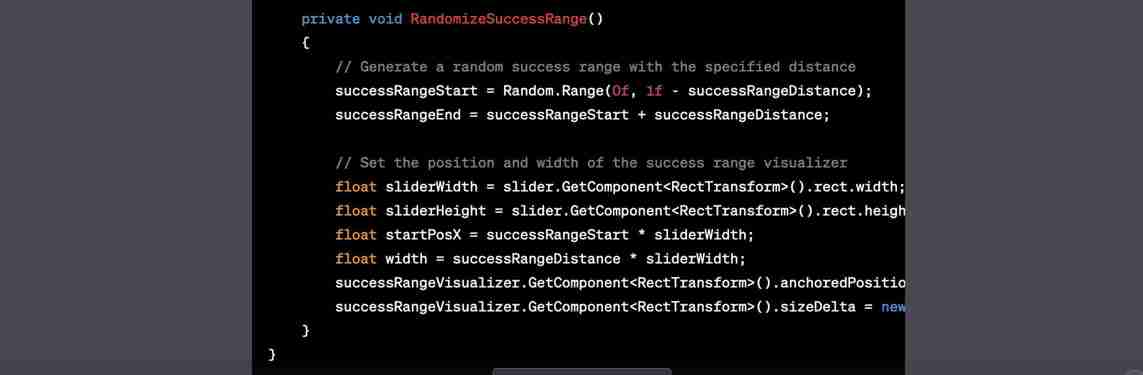 private void RandomizeSuccessRange()
{
// Generate a random success range with the specified distance
successRangeStart = Random.Range(0f, 1f - successRangeDistance);
successRangeEnd = successRangeStart + successRangeDistance;
// Set the position and width of the success range visualizer
float sliderWidth = slider.GetComponent<RectTransform>().rect.width;
float sliderHeight = slider.GetComponent<RectTransform>().rect.heigh
float startPosX = successRangeStart * sliderWidth;
float width = successRangeDistance * sliderWidth;
successRangeVisualizer.GetComponent<RectTransform>().anchoredPositio
successRangeVisualizer.GetComponent<RectTransform>().sizeDelta = new
}
}